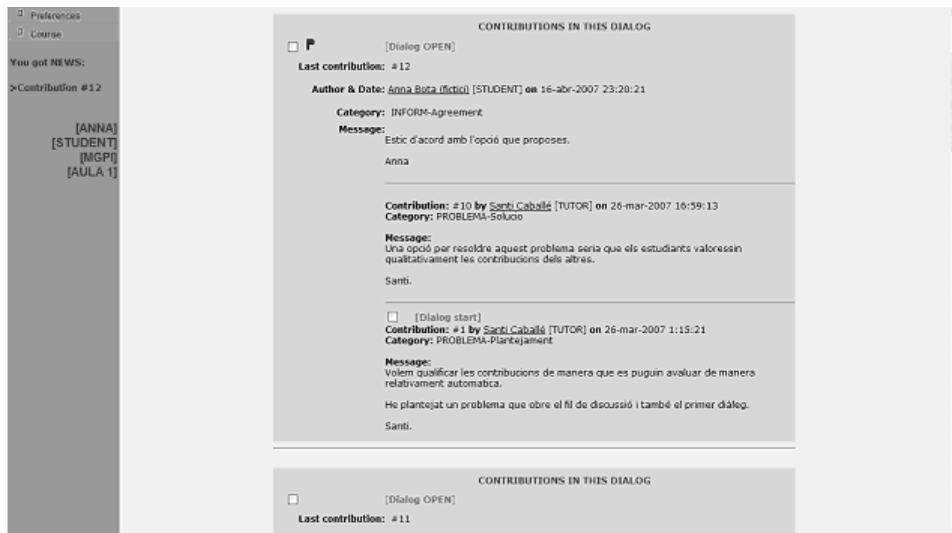 Preferences
Course
You got NEWS:
>Contribution #12
[ANNA]
[STUDENT]
[MGPI]
[AULA 1]
CONTRIBUTIONS IN THIS DIALOG
[Dialog OPEN]
Last contribution: #12
Author & Date: Anna Bota (fictici) [STUDENT] on 16-abr-2007 23:20:21
Category: INFORM-Agreement
Message:
Estic d'acord amb l'opció que proposes.
Anna
Contribution: #10 by Santi Caballé [TUTOR] on 26-mar-2007 16:59:13
Category: PROBLEMA-Solucio
Message:
Una opció per resoldre aquest problema seria que els estudiants valoressin
qualitativament les contribucions dels altres.
Santi.
[Dialog start]
Contribution: #1 by Santi Caballé [TUTOR] on 26-mar-2007 1:15:21
Category: PROBLEMA-Plantejament
Message:
Volem qualificar les contribucions de manera que es puguin avaluar de manera
relativament automatica.
He plantejat un problema que obre el fil de discussió i també el primer diàleg.
Santi.
CONTRIBUTIONS IN THIS DIALOG
[Dialog OPEN]
Last contribution: #11